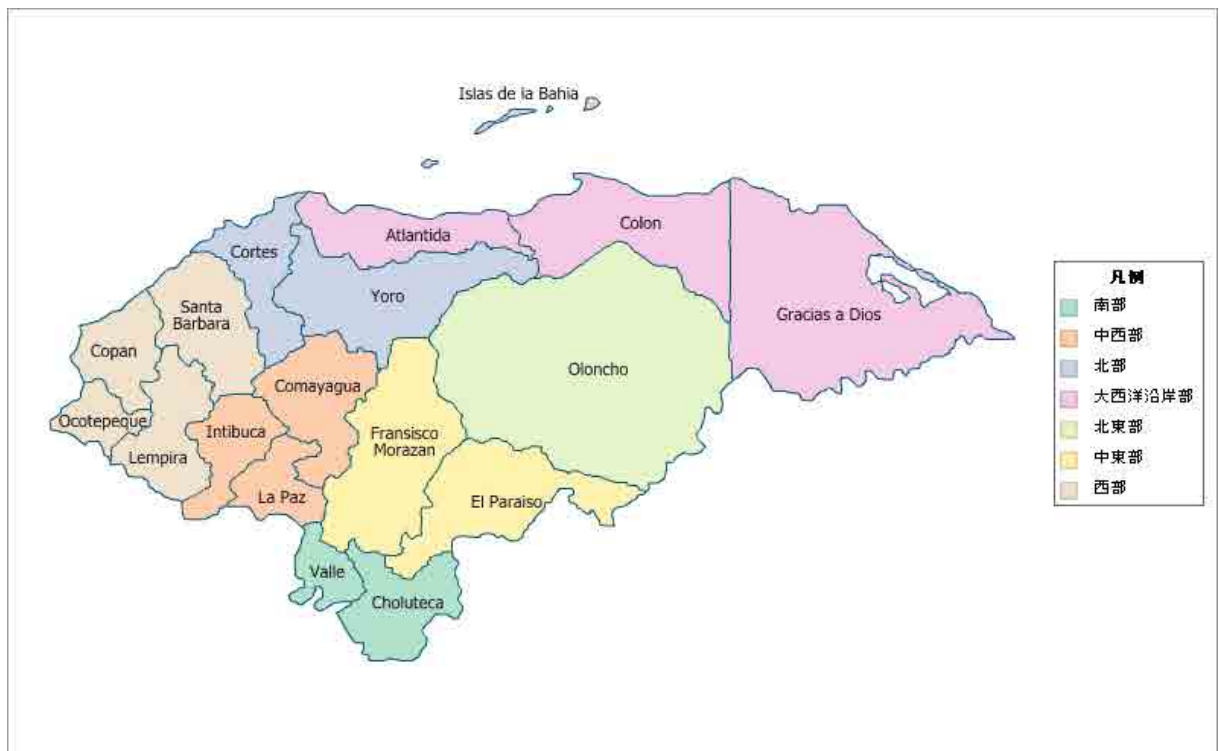 Islas de la Bahia
Cortes
Atlantida
Colon
Yoro
Gracias a Dios
Santa
Barbara
Copan
Comayagua
Oloncho
Ocotepeque
Intibuca
Lempira
Fransisco
Morazan
La Paz
El Paraiso
Valle
Choluteca
凡例
南部
中西部
北部
大西洋沿岸部
北東部
中東部
西部